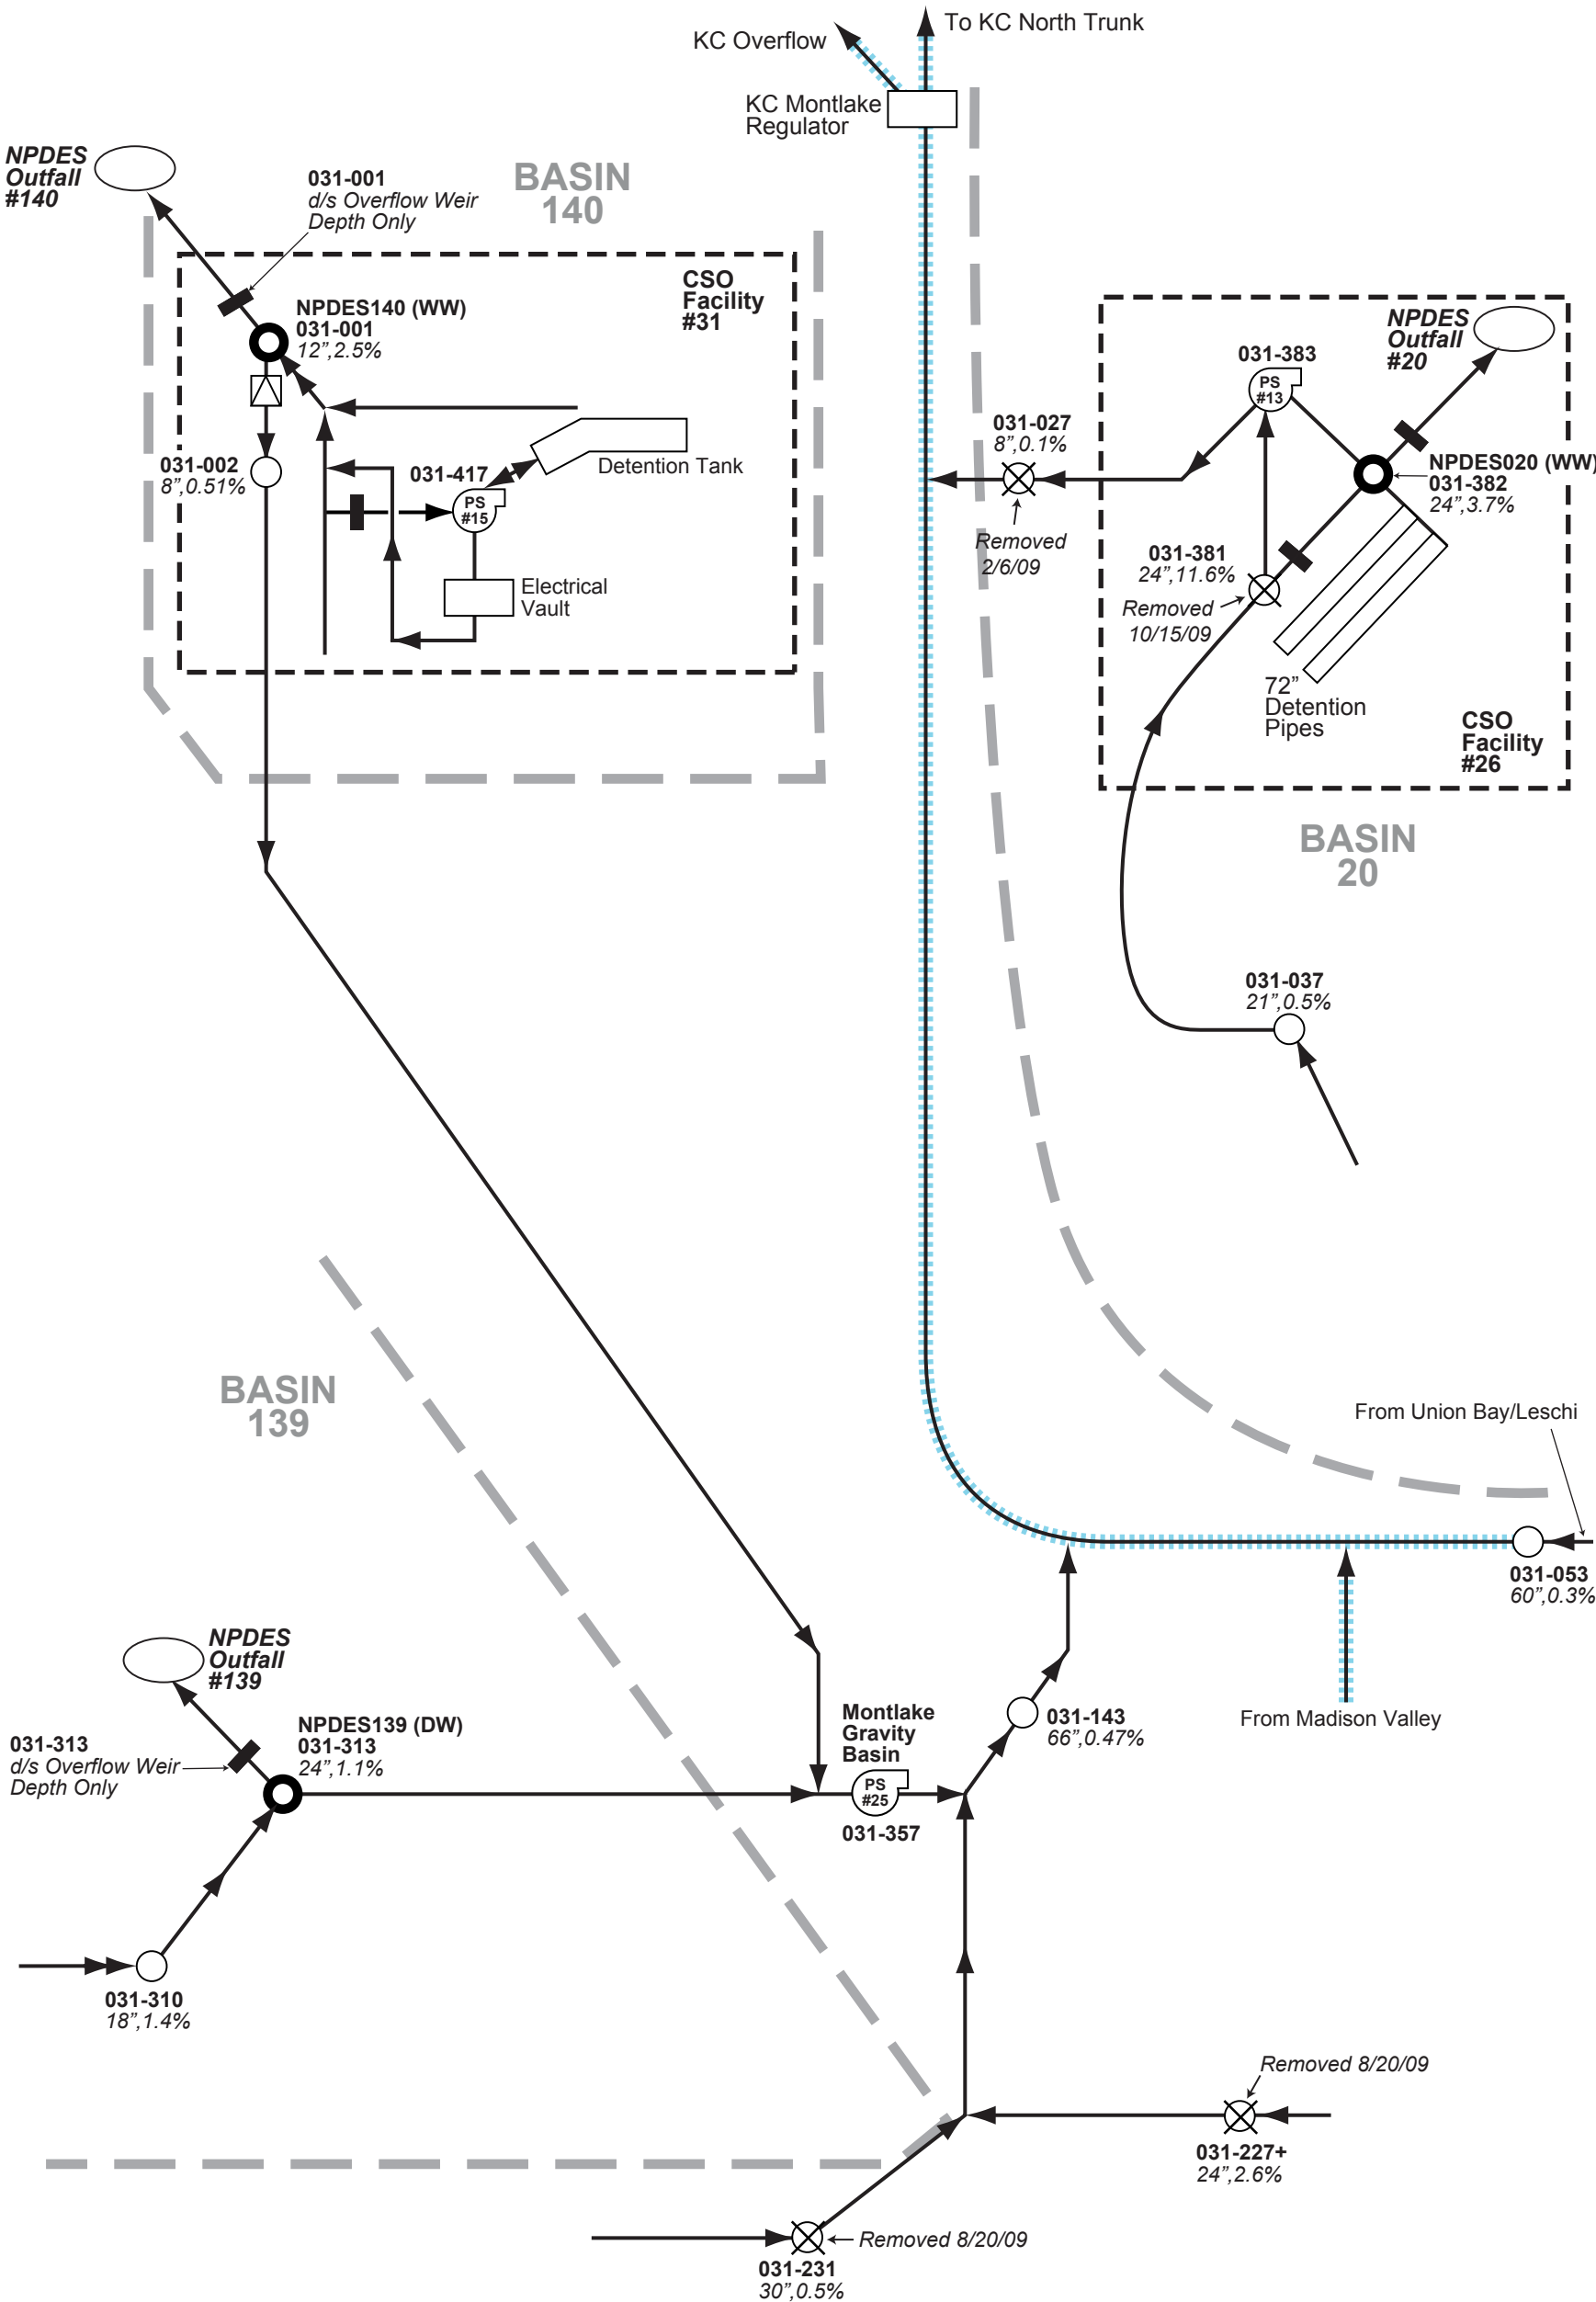 To KC North Trunk
KC Overflow
KC Montlake
Regulator
NPDES
Outfall
#140
031-001
d/s Overflow Weir
Depth Only
BASIN
140
CSO
Facility
#31
NPDES140 (WW)
031-001
12”,2.5%
031-002
8”,0.51%
031-417
PS
#15
Detention Tank
Electrical
Vault
NPDES
Outfall
#20
031-383
PS
#13
031-027
8”,0.1%
Removed
2/6/09
NPDES020 (WW)
031-382
24”,3.7%
031-381
24”,11.6%
Removed
10/15/09
72”
Detention
Pipes
CSO
Facility
#26
BASIN
20
031-037
21”,0.5%
BASIN
139
From Union Bay/Leschi
031-053
60”,0.3%
From Madison Valley
NPDES
Outfall
#139
031-313
d/s Overflow Weir
Depth Only
NPDES139 (DW)
031-313
24”,1.1%
Montlake
Gravity
Basin
PS
#25
031-357
031-143
66”,0.47%
031-310
18”,1.4%
Removed 8/20/09
031-227+
24”,2.6%
Removed 8/20/09
031-231
30”,0.5%